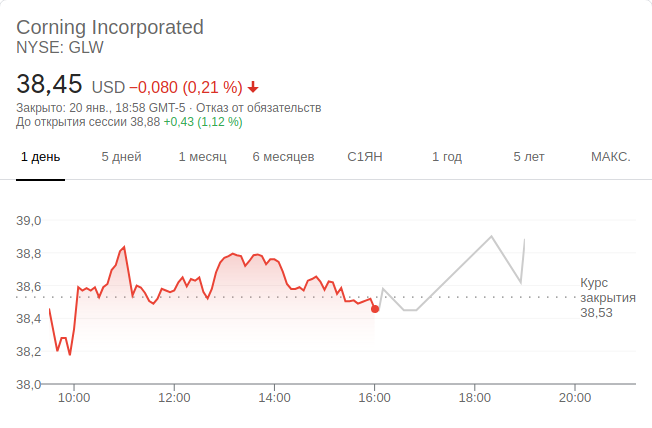 Corning Incorporated
NYSE: GLW
38,45 USD −0,080 (0,21 %)
Закрыто: 20 янв., 18:58 GMT-5 · Отказ от обязательств
До открытия сессии 38,88 +0,43 (1,12 %)
1 день 5 дней 1 месяц 6 месяцев С1ЯН 1 год 5 лет МАКС.
39,0
38,8
38,6
38,4
38,2
38,0
Курс
закрытия
38,53
10:00 12:00 14:00 16:00 18:00 20:00